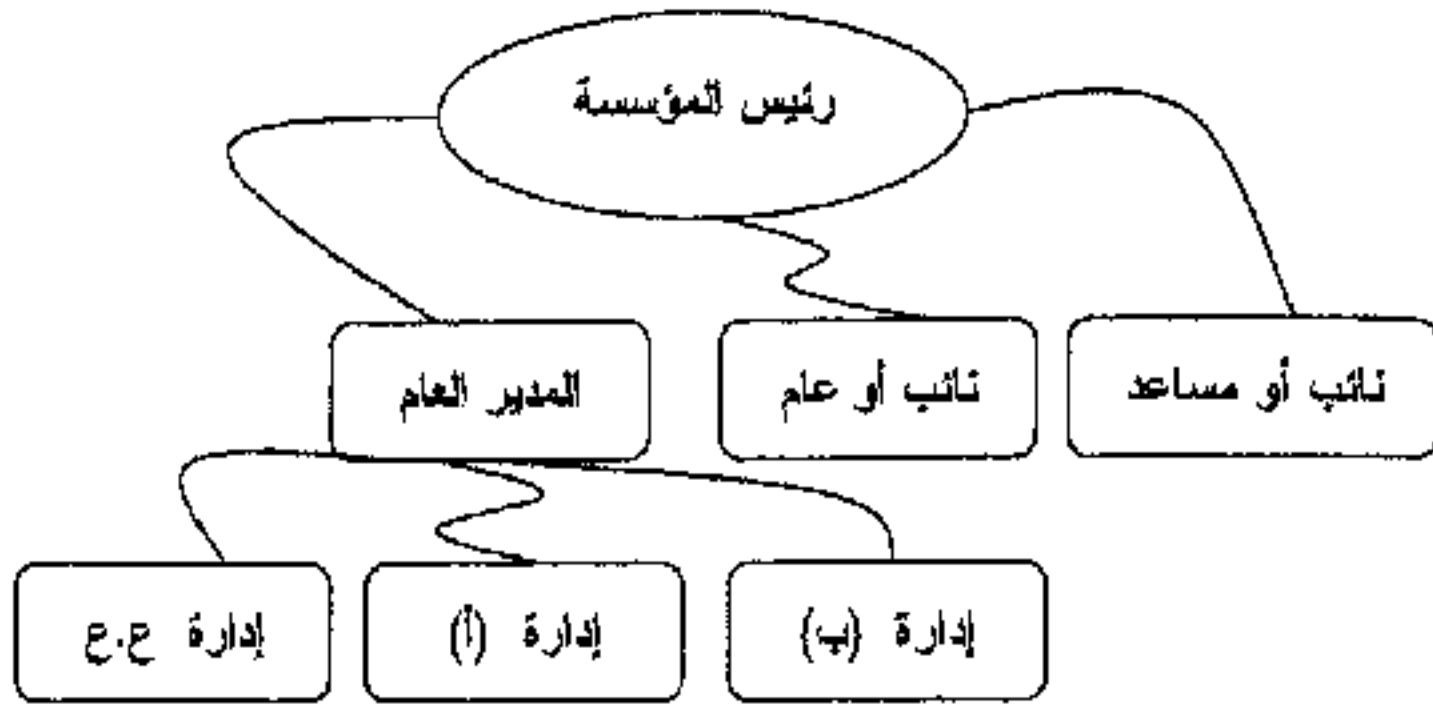 رئيس المؤسسة
نائب أو مساعد
نائب أو عام
المدير العام
إدارة (ب)
إدارة (أ)
إدارة ع.ع